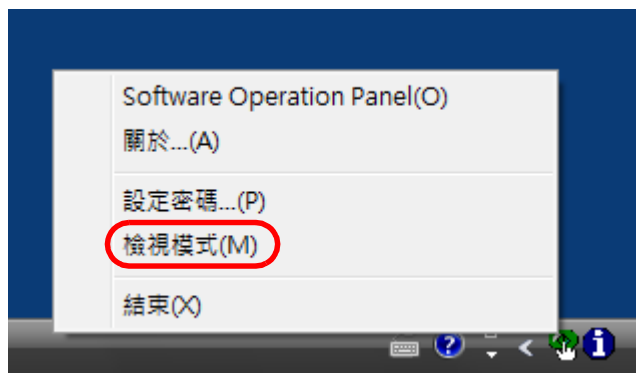 Software Operation Panel(O)
關於...(A)
設定密碼...(P)
檢視模式(M)
結束(X)